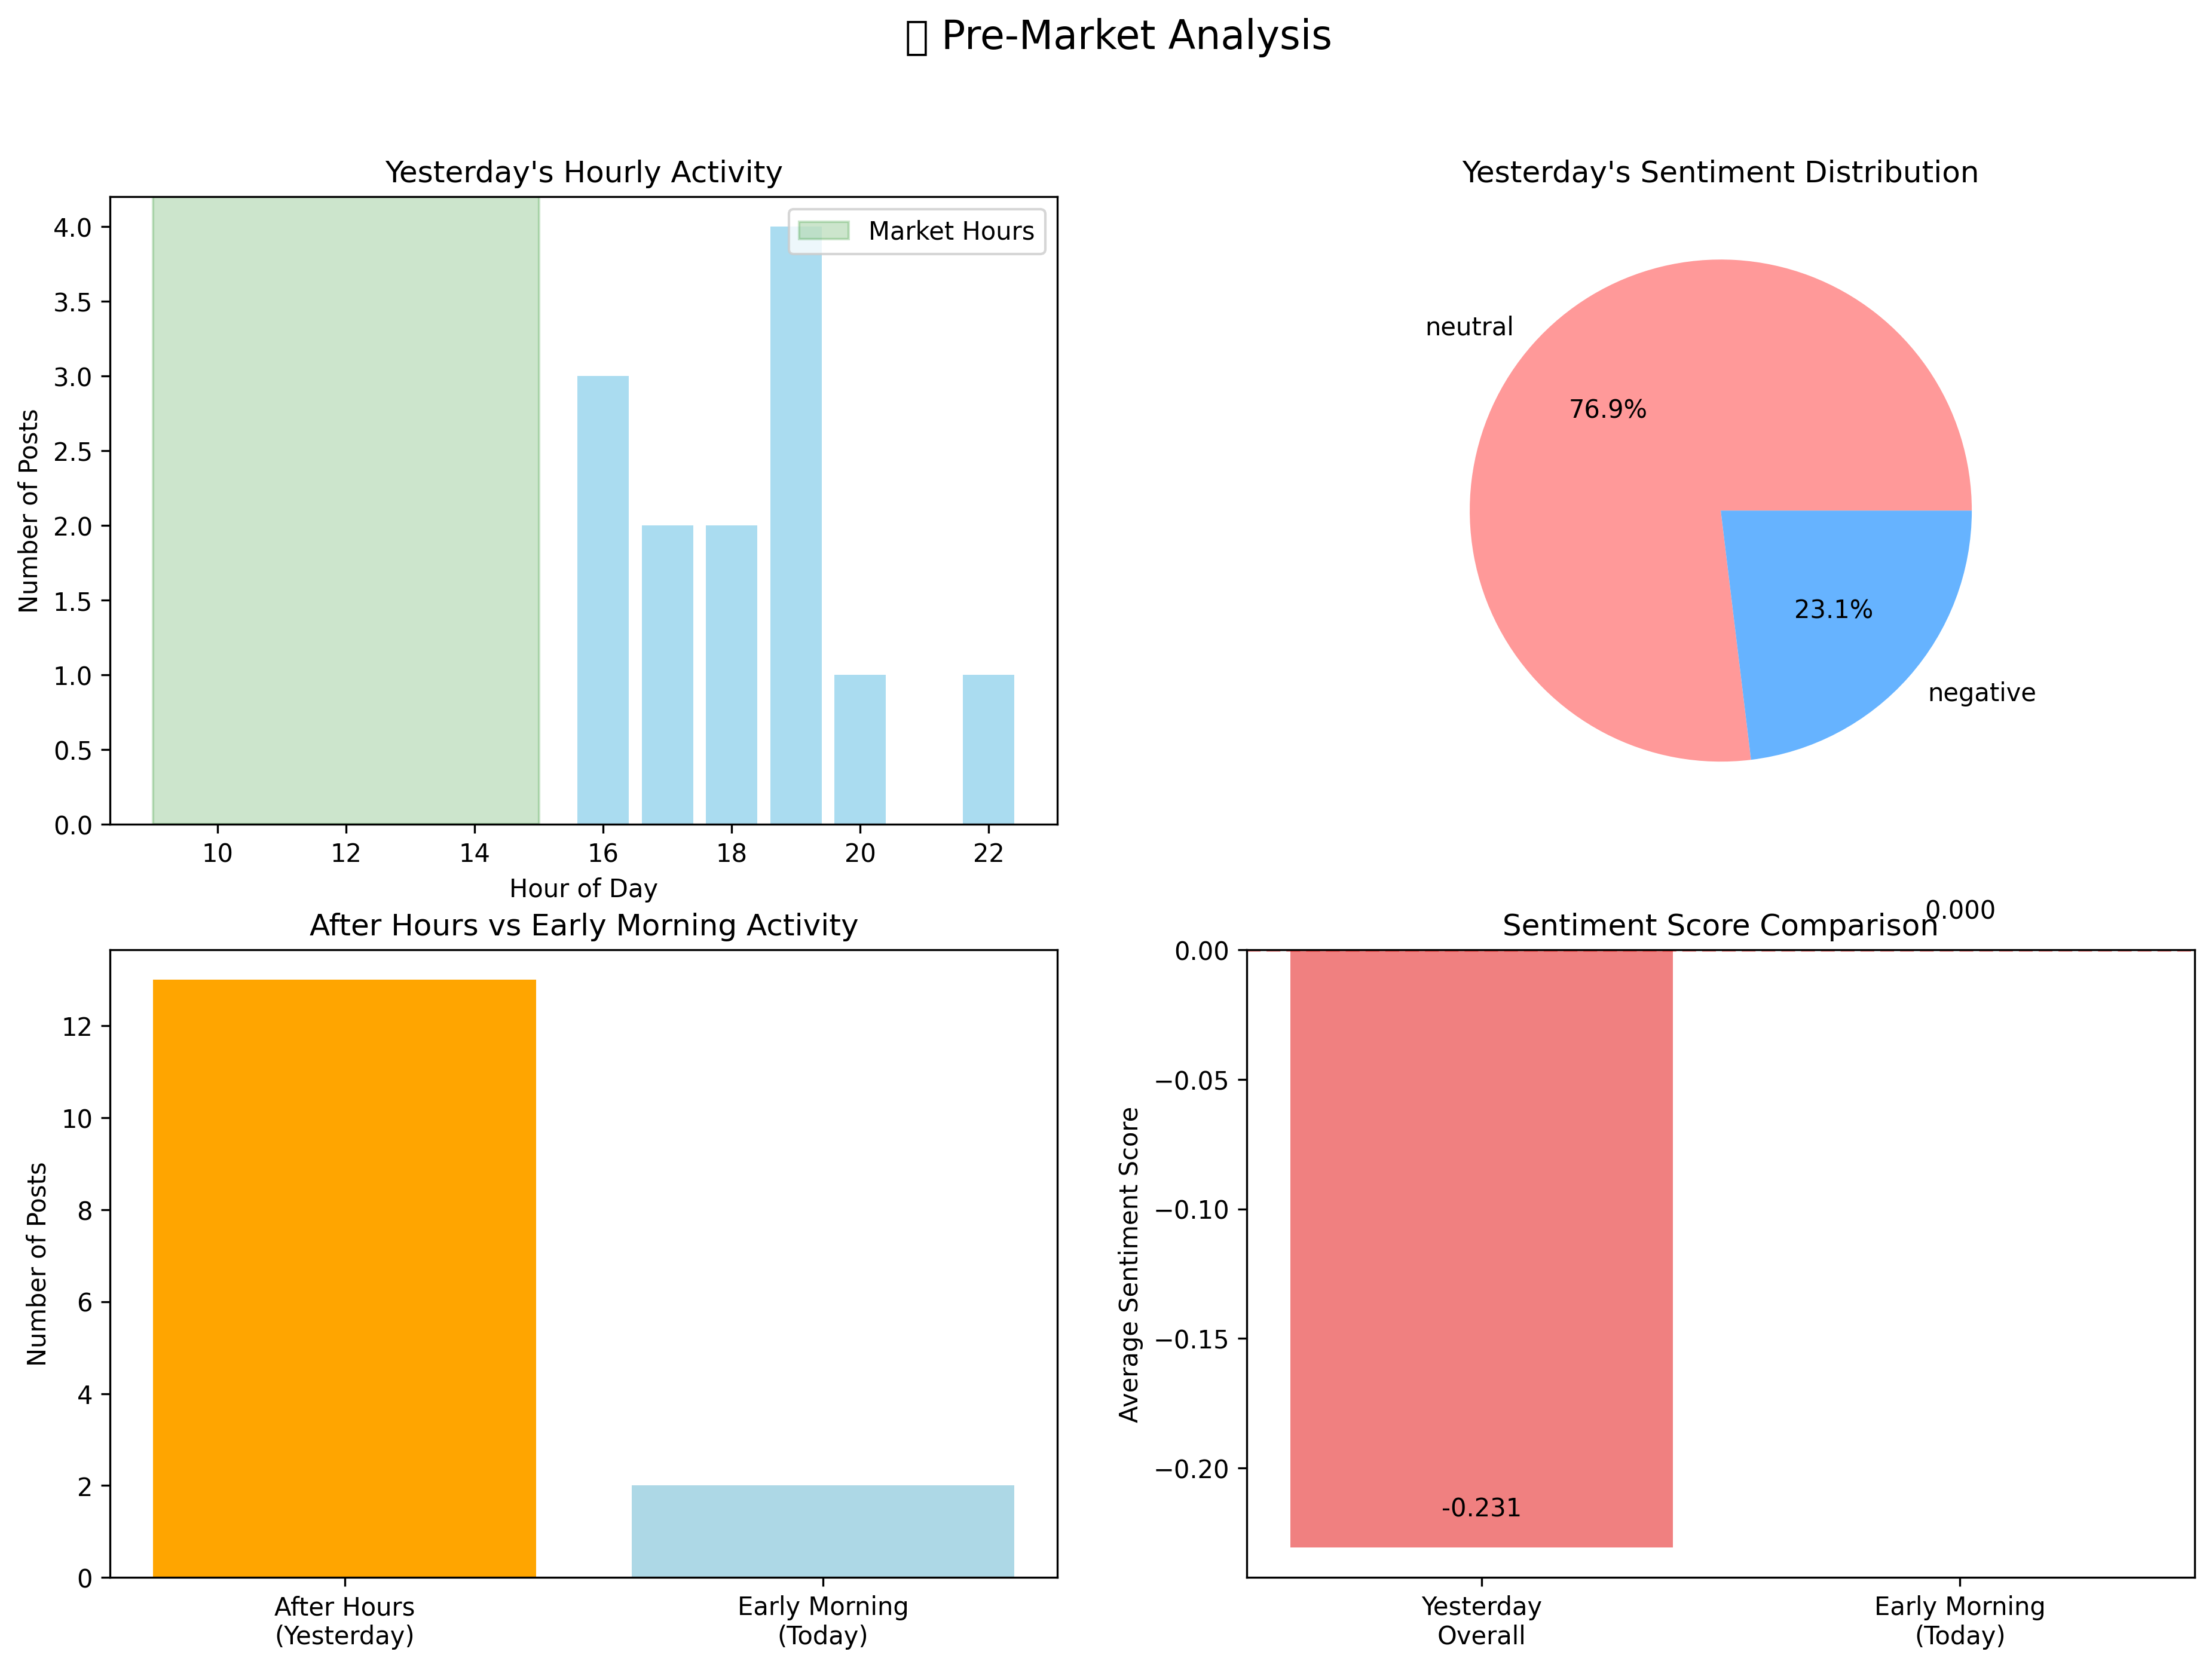 Pre-Market Analysis
Yesterday's Hourly Activity
Market Hours
4.0
3.5
3.0
2.5
2.0
1.5
1.0
0.5
0.0
Number of Posts
10 12 14 16 18 20 22
Hour of Day
Yesterday's Sentiment Distribution
neutral
76.9%
23.1%
negative
After Hours vs Early Morning Activity
12
10
8
6
4
2
0
Number of Posts
After Hours
(Yesterday)
Early Morning
(Today)
Sentiment Score Comparison
0.000
0.00
−0.05
−0.10
−0.15
−0.20
Average Sentiment Score
-0.231
Yesterday
Overall
Early Morning
(Today)